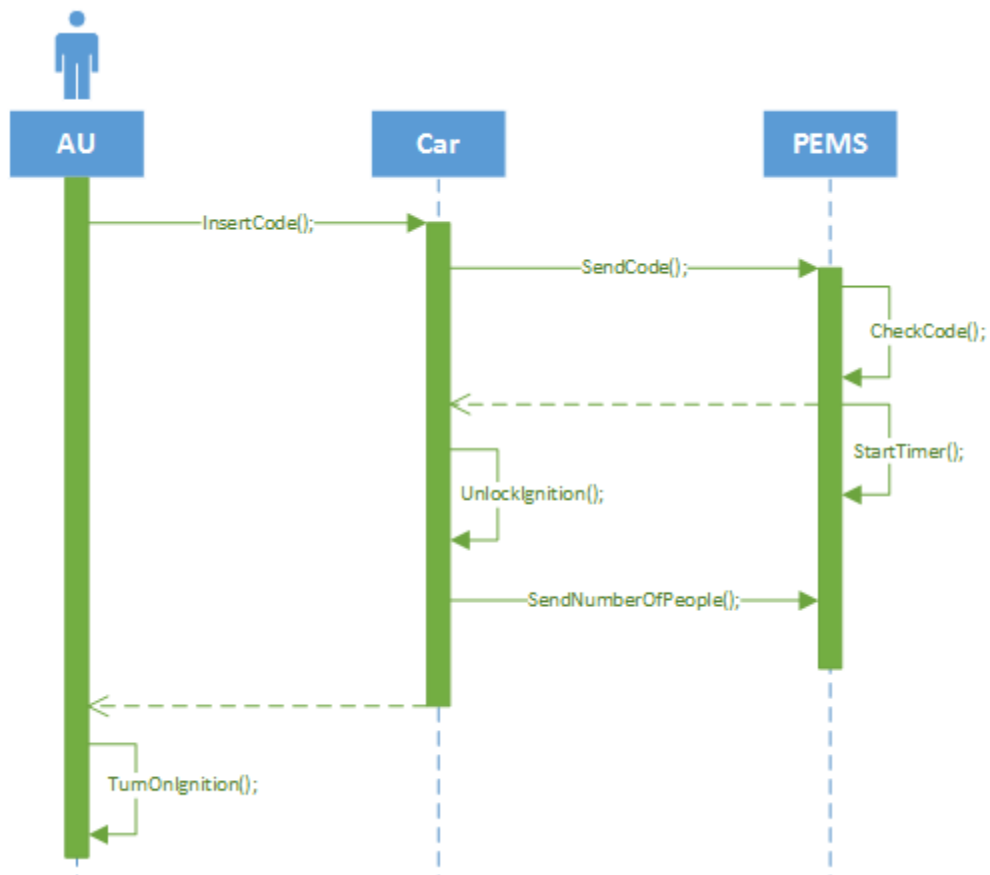 AU
Car
PEMS
InsertCode();
SendCode();
CheckCode();
StartTimer();
UnlockIgnition();
SendNumberOfPeople();
TurnOnIgnition();